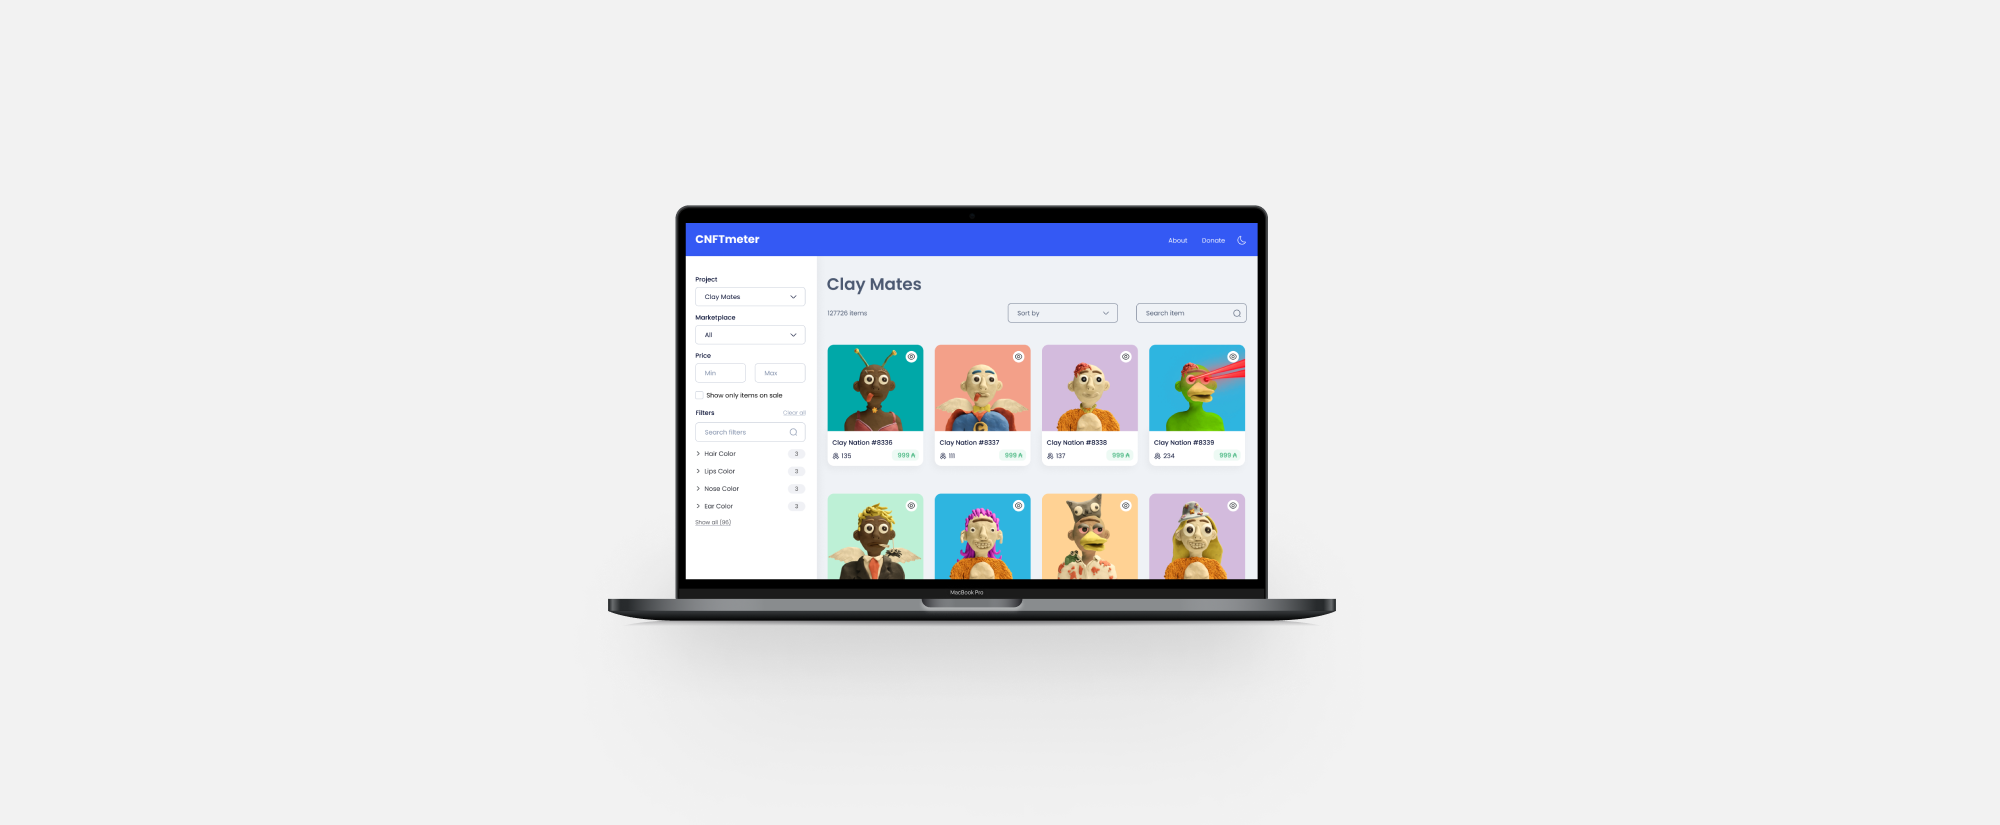 CNFTmeter
About Donate
Project
Clay Mates
Marketplace
All
Price
Min Max
Show only items on sale
Filters Clear all
Search filters
Hair Color 3
Lips Color 3
Nose Color 3
Ear Color 3
Show all (86)
Clay Mates
127726 items Sort by Search item
Clay Nation #8336
135 999 ₳
Clay Nation #8337
111 999 ₳
Clay Nation #8338
137 999 ₳
Clay Nation #8339
234 999 ₳
MacBook Pro